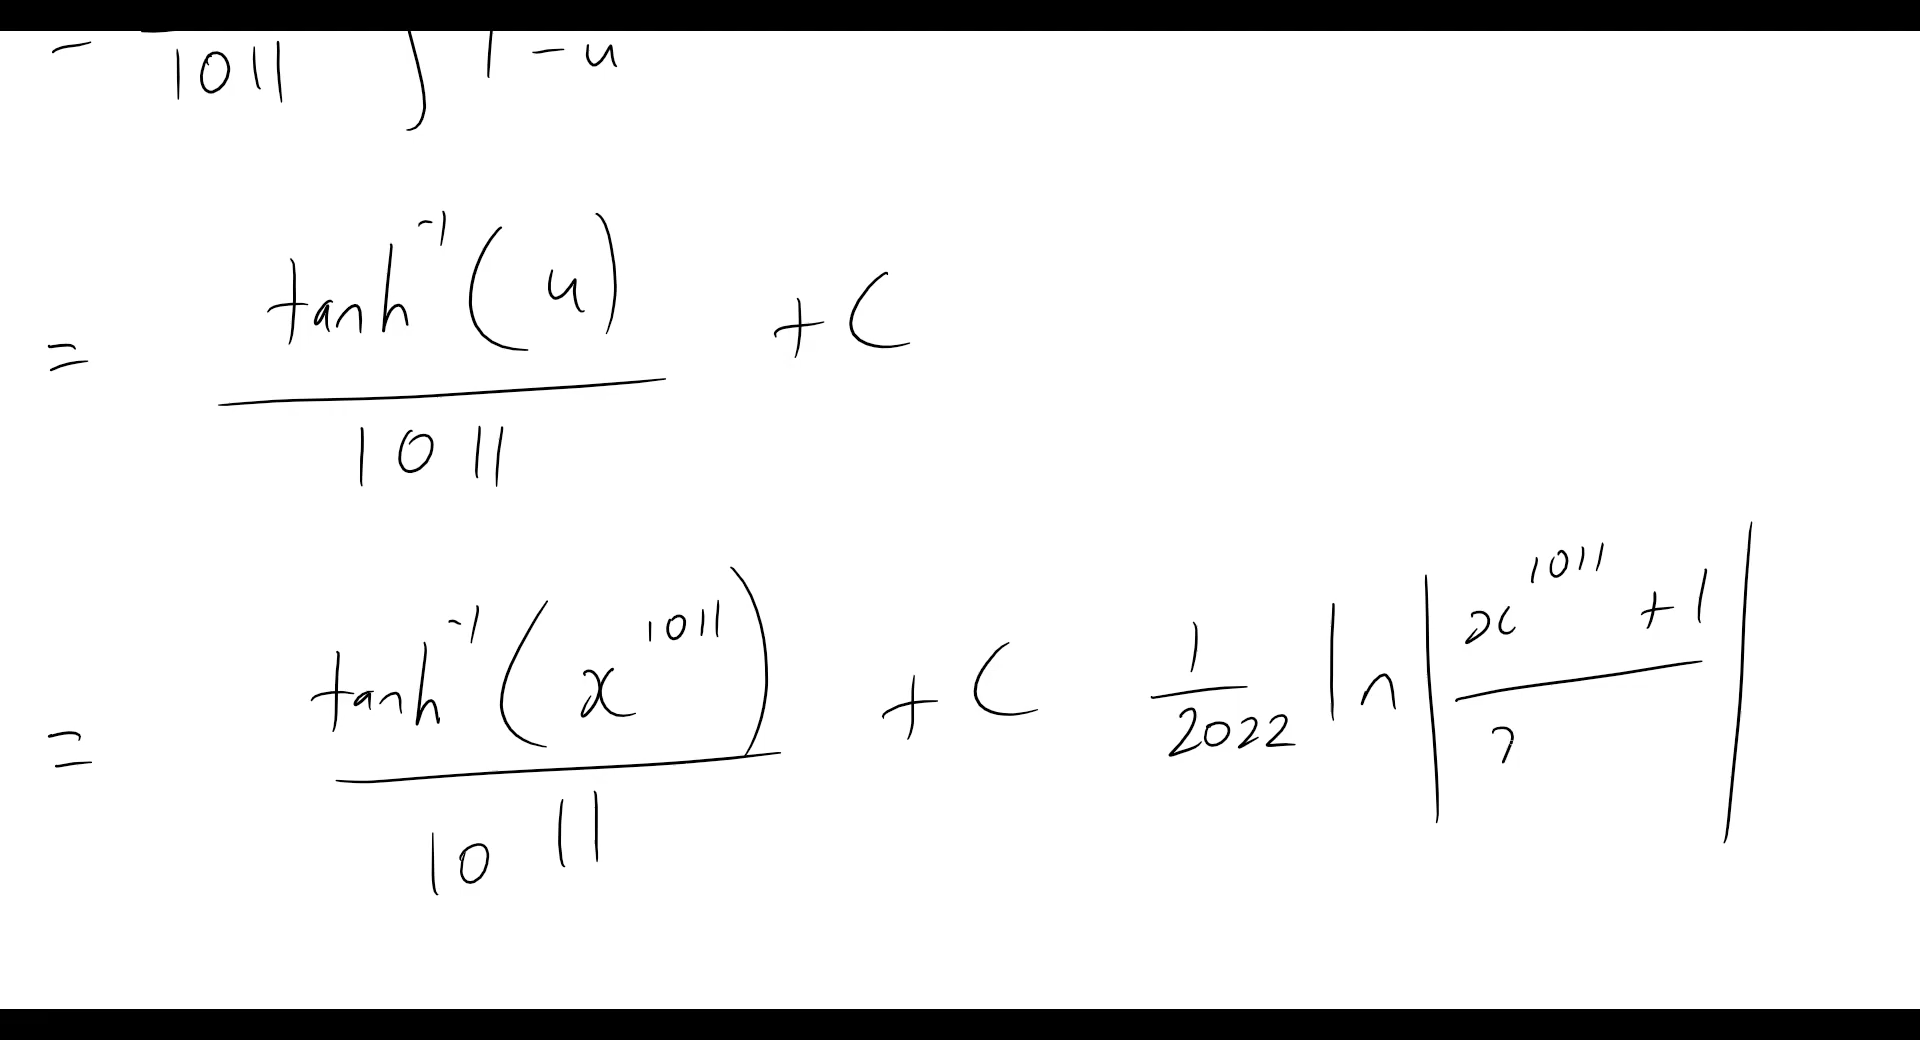 = 1011 ∫ 1 - u
= tanh⁻¹(u) / 1011 + C
= tanh⁻¹(x¹⁰¹¹) / 1011 + C 1/2022 ln | x¹⁰¹¹ + 1 / |